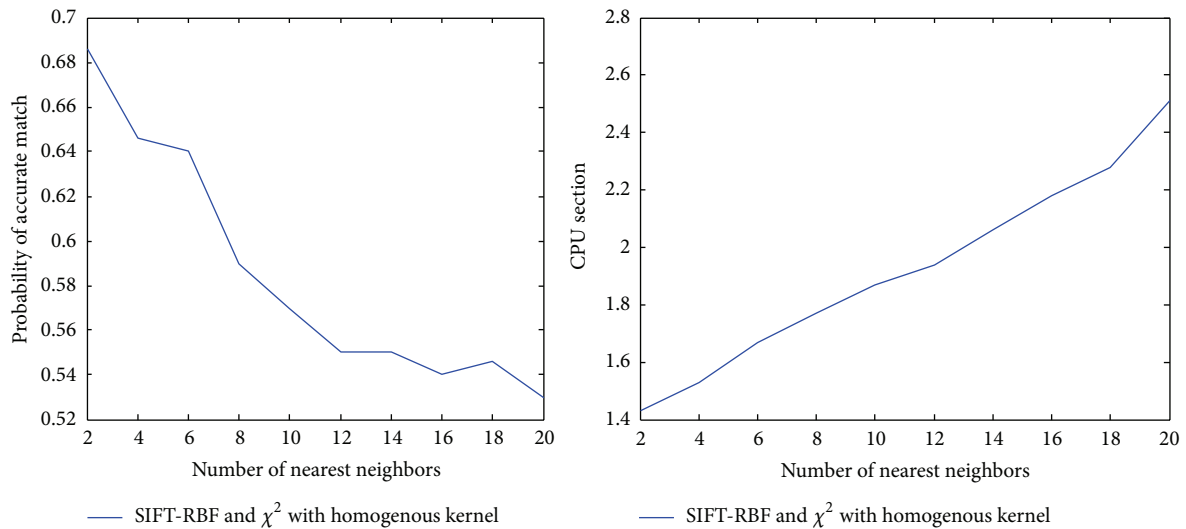 0.7
0.68
0.66
0.64
0.62
0.6
0.58
0.56
0.54
0.52
Probability of accurate match
2 4 6 8 10 12 14 16 18 20
Number of nearest neighbors
SIFT-RBF and χ² with homogenous kernel
2.8
2.6
2.4
2.2
2
1.8
1.6
1.4
CPU section
2 4 6 8 10 12 14 16 18 20
Number of nearest neighbors
SIFT-RBF and χ² with homogenous kernel